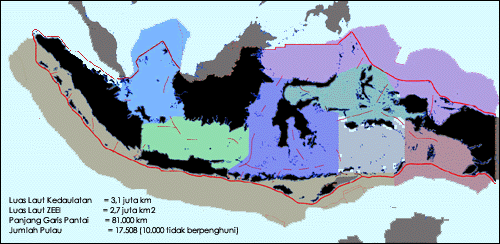 Luas Laut Kedaulatan = 3,1 juta km
Luas Laut ZEEI = 2,7 juta km2
Panjang Garis Pantai = 81.000 km
Jumlah Pulau = 17.508 (10.000 tidak berpenghuni)